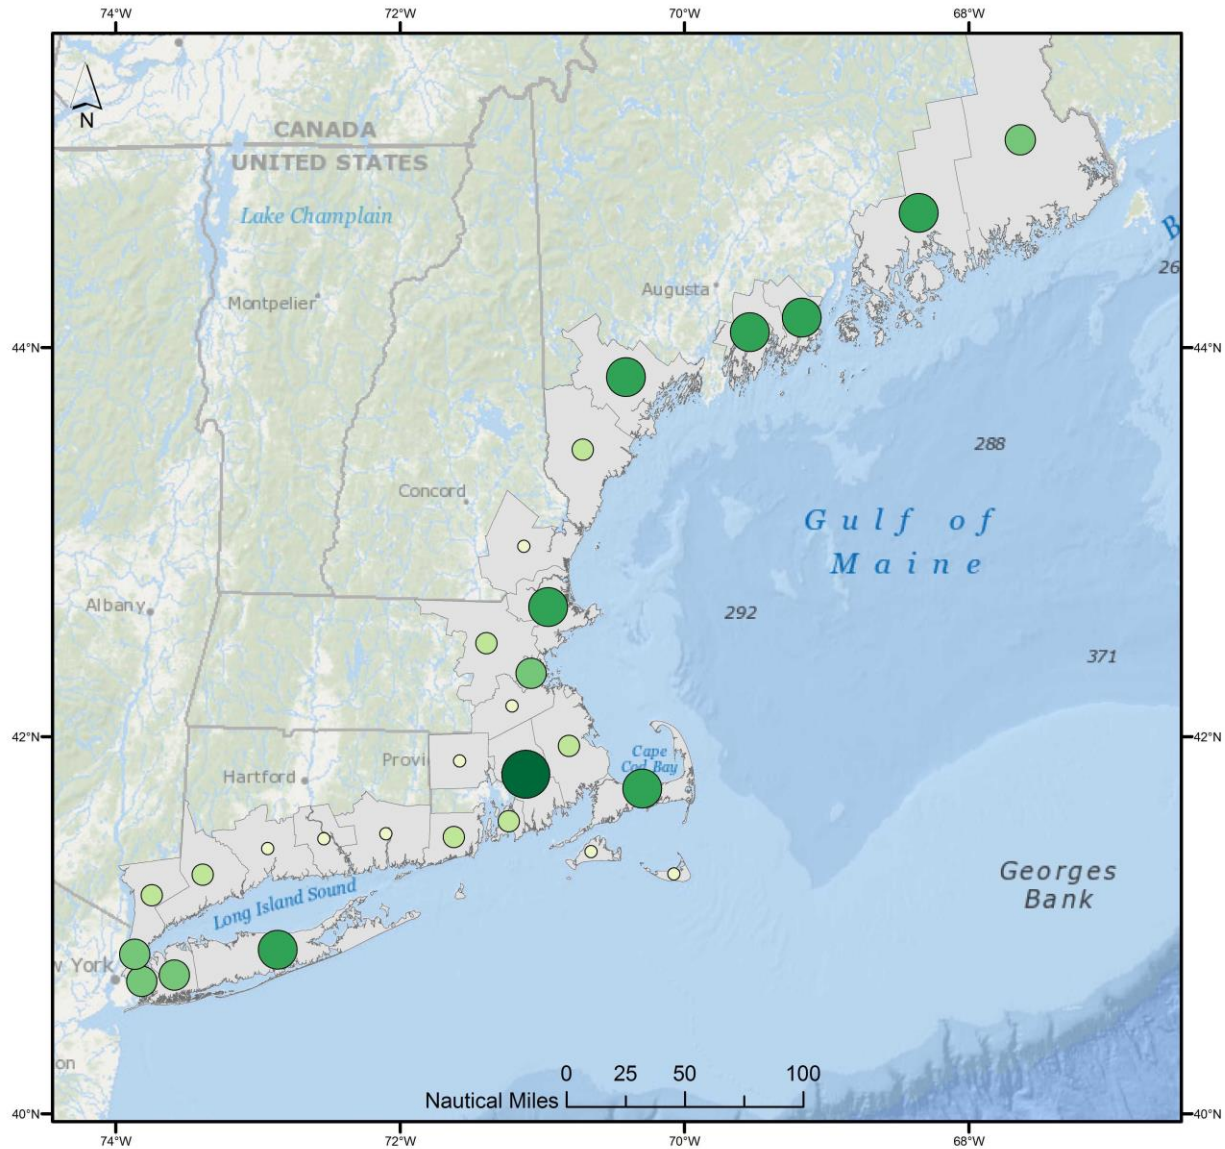 74°W
72°W
70°W
68°W
N
CANADA
UNITED STATES
Lake Champlain
Montpelier
Augusta
B
26
44°N
44°N
288
Concord
Gulf of
Maine
Albany
292
371
42°N
42°N
Provi
Cape
Cod Bay
Hartford
Georges
Bank
Long Island Sound
w York
on
0 25 50 100
Nautical Miles
40°N
40°N
74°W
72°W
70°W
68°W